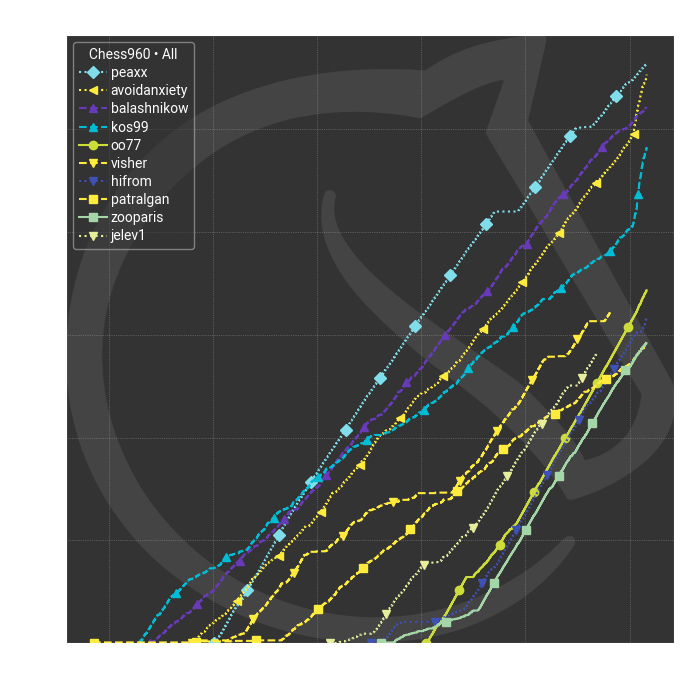 Chess960 • All
peaxx
avoidanxiety
balashnikow
kos99
oo77
visher
hifrom
patralgan
zooparis
jelev1